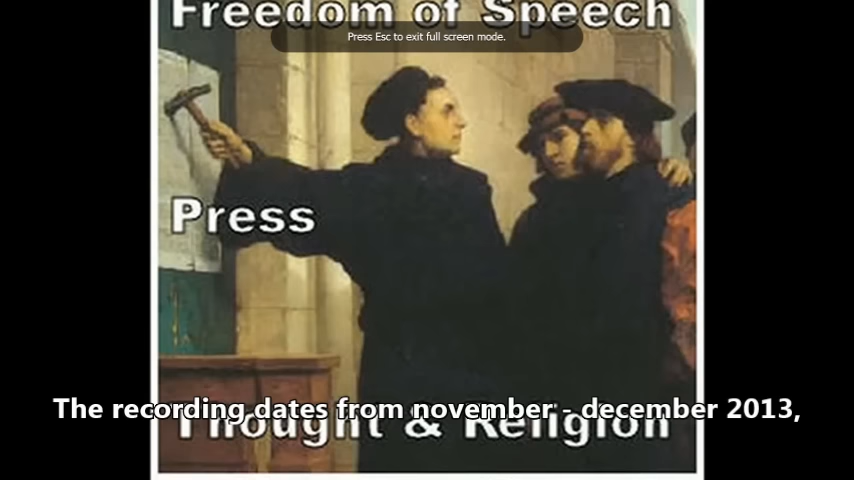 Freedom of Speech
Press Esc to exit full screen mode.
Press
The recording dates from november - december 2013,
Thought & Religion